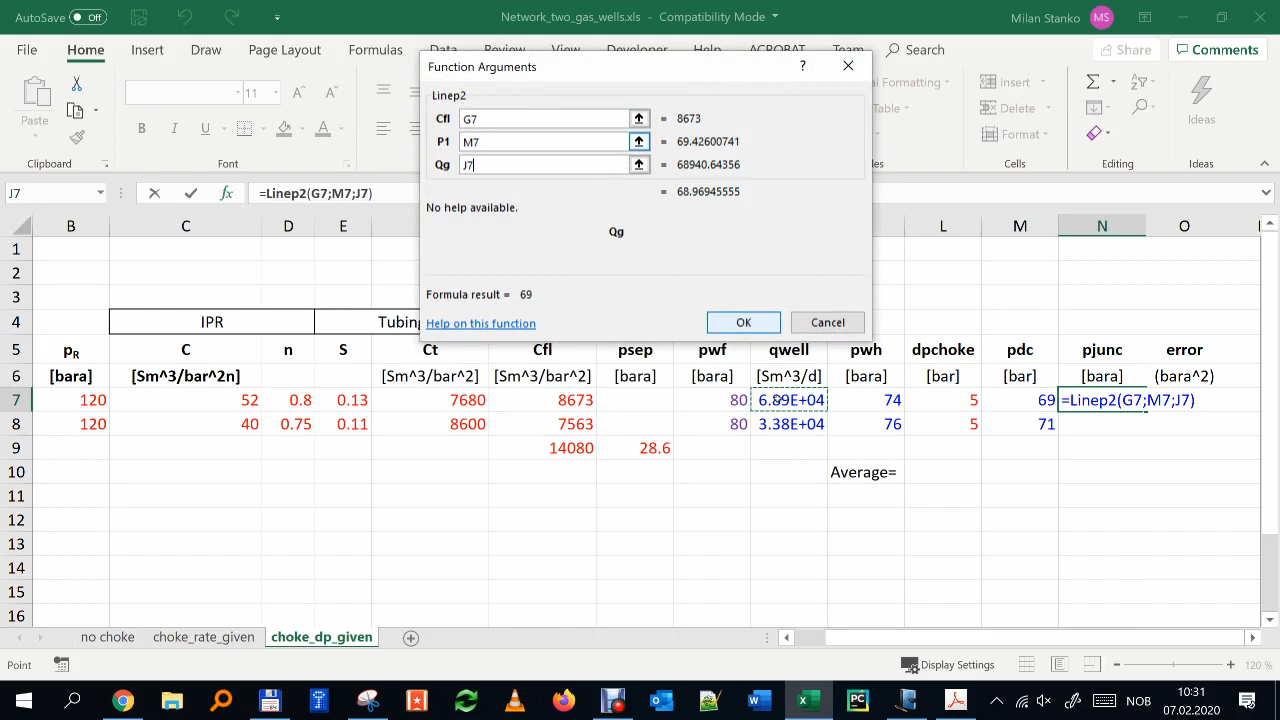 AutoSave Off Network_two_gas_wells.xls - Compatibility Mode Milan Stanko MS
File Home Insert Draw Page Layout Formulas Data Review View Developer Help ACROBAT Team Search Share Comments
Function Arguments ? 
Linep2
Cfl G7 = 8673
P1 M7 = 69.42600741
Qg J7 = 68940.64356
= 68.96945555
No help available.
Qg
Formula result = 69
Help on this function OK Cancel
Paste 11 A A
B I U
Clipboard Font
Formatting
Table
Styles
Insert
Delete
Format
Cells
Editing
Ideas
Ideas
J7 =Linep2(G7;M7;J7)
B C D E L M N O
1
2
3
4 IPR Tubing
5 pR C n S Ct Cfl psep pwf qwell pwh dpchoke pdc pjunc error
6 [bara] [Sm^3/bar^2n] [Sm^3/bar^2] [Sm^3/bar^2] [bara] [bara] [Sm^3/d] [bara] [bar] [bar] [bara] (bara^2)
7 120 52 0.8 0.13 7680 8673 80 6.89E+04 74 5 69 =Linep2(G7;M7;J7)
8 120 40 0.75 0.11 8600 7563 80 3.38E+04 76 5 71
9 14080 28.6
10 Average=
11
12
13
14
15
16
no choke choke_rate_given choke_dp_given
Point Display Settings 120 %
NOB 10:31
07.02.2020